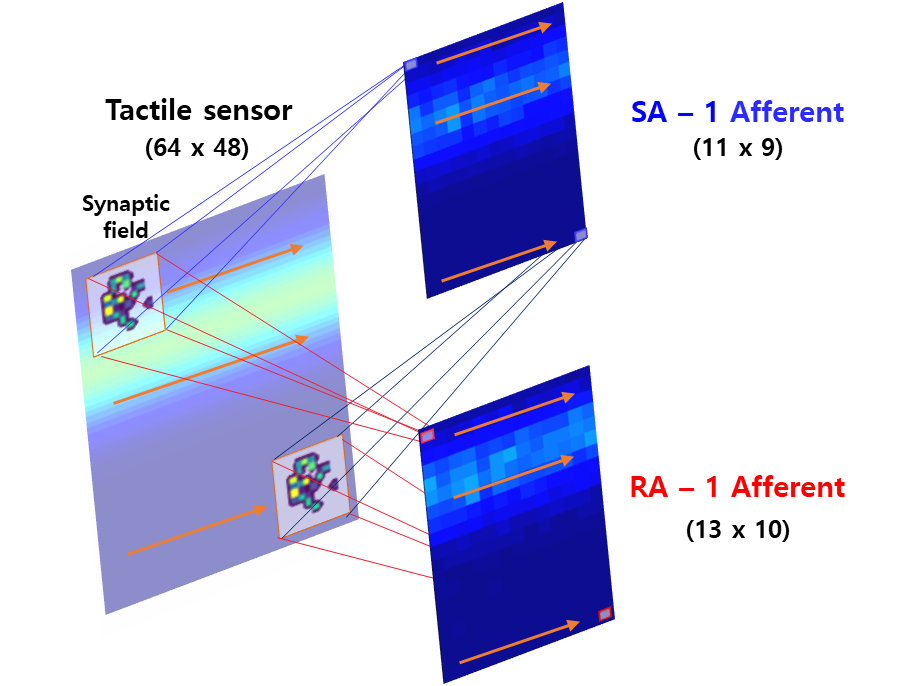 Tactile sensor
(64 x 48)
Synaptic
field
SA – 1 Afferent
(11 x 9)
RA – 1 Afferent
(13 x 10)